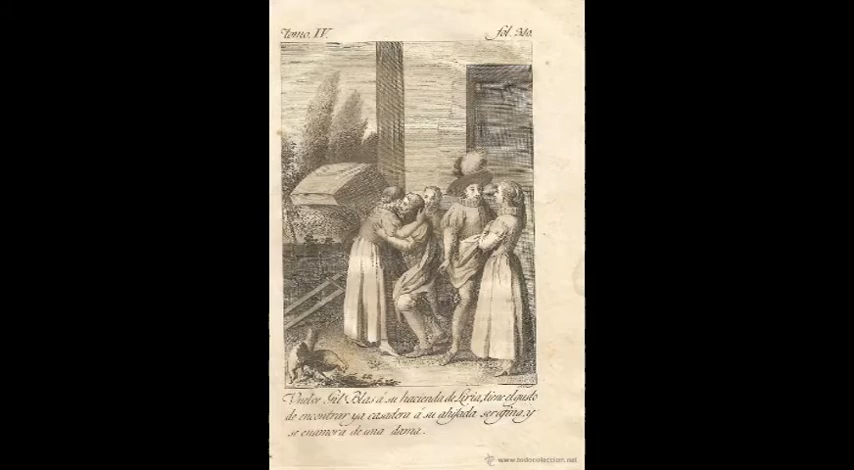 Tomo. IV.
fol. 310.
Vuelve Gil Blas á su hacienda de Liria, tiene el gusto
de encontrar ya casadera á su ahijada serafina, y
se enamora de una dama.
www.todocoleccion.net